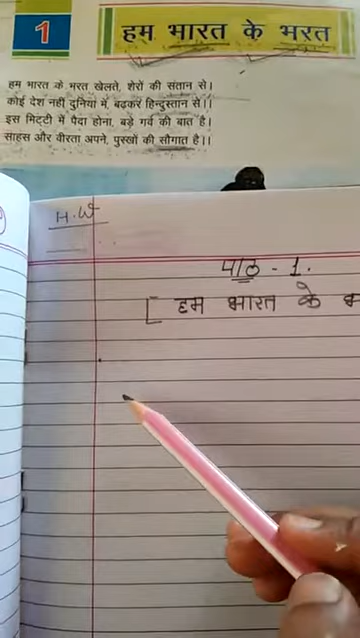 1
हम भारत के भरत
हम भारत के भरत खेलते, शेरों की संतान से।
कोई देश नहीं दुनियां में, बढ़कर हिन्दुस्तान से।।
इस मिट्टी में पैदा होना, बड़े गर्व की बात है।
साहस और वीरता अपने, पुरखों की सौगात है।।
H.W
पाठ - 1.
[ हम भारत के